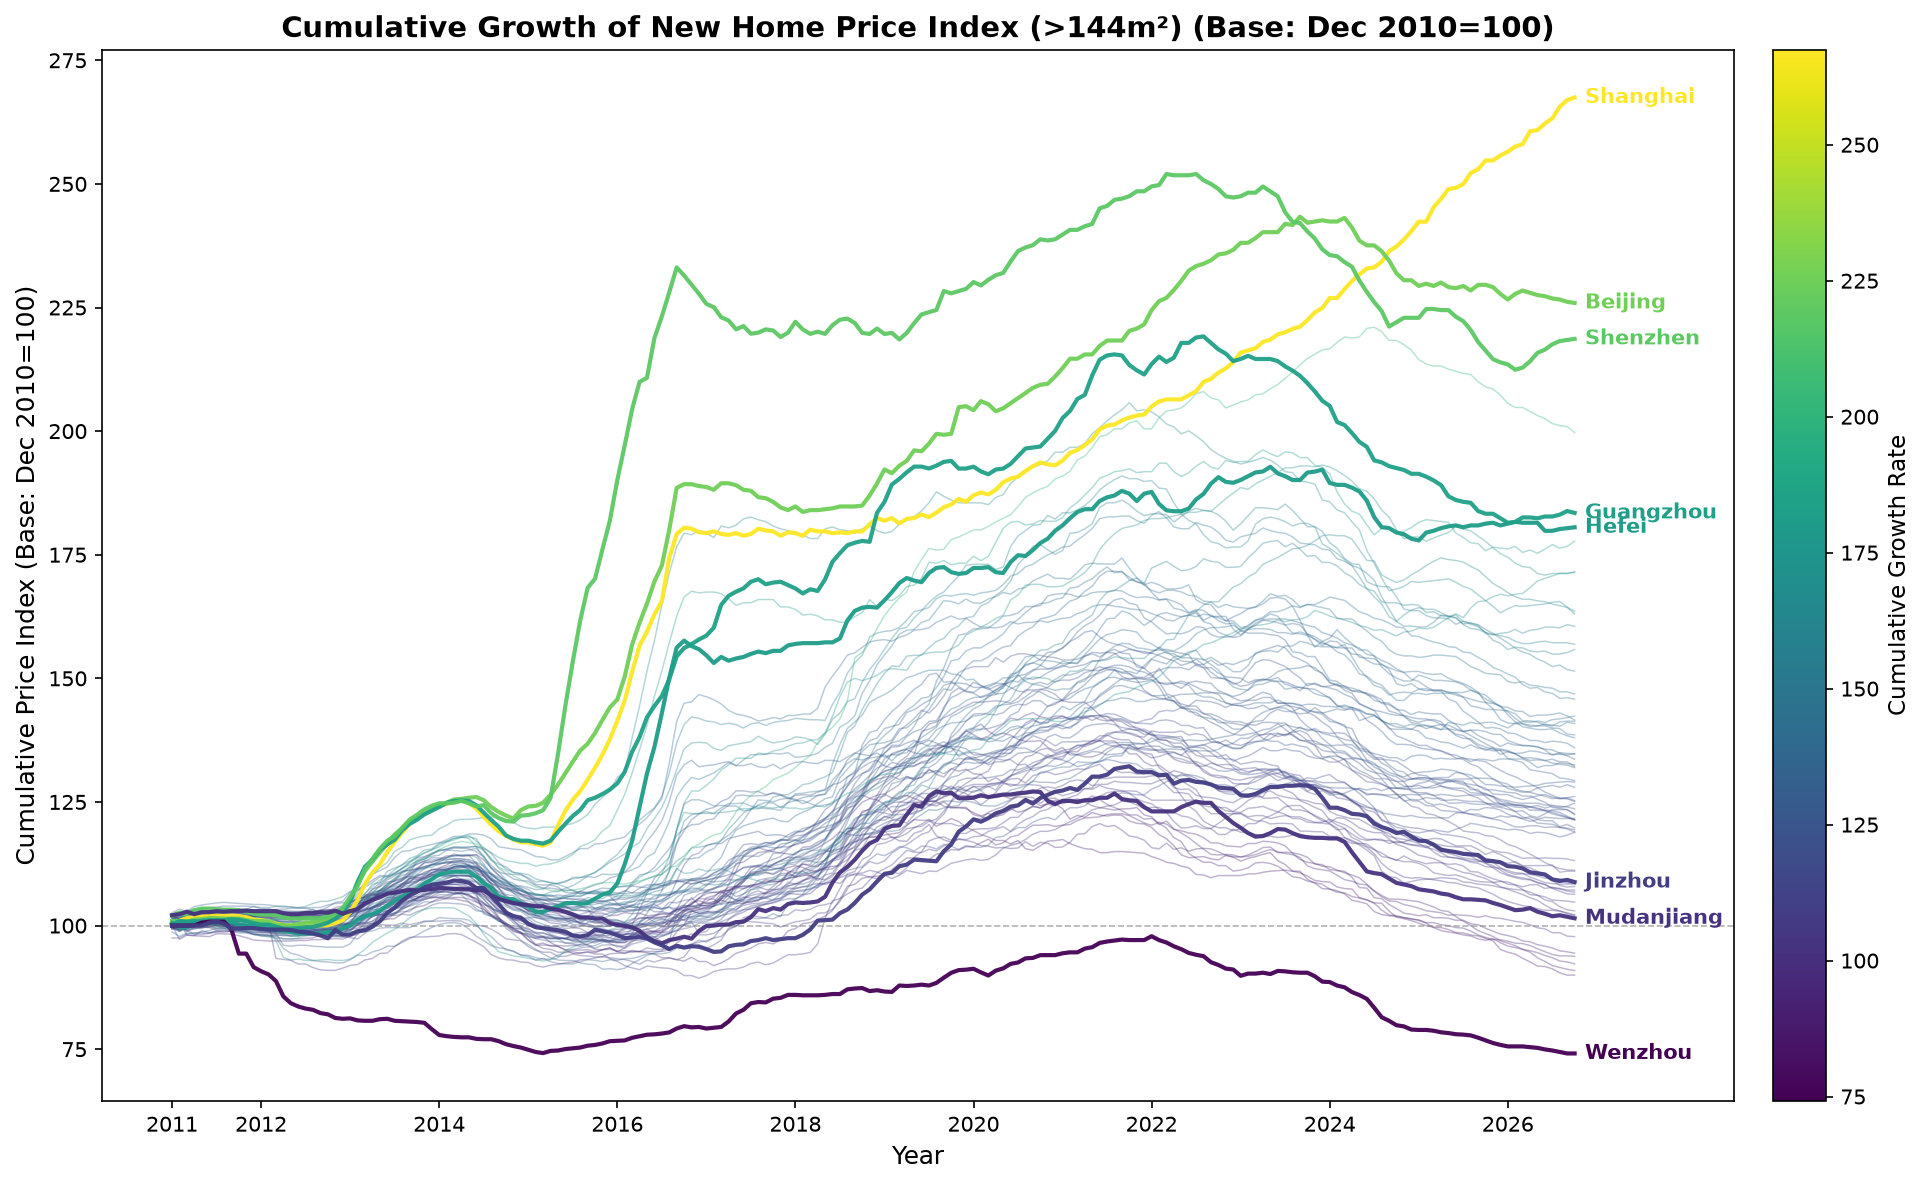 Cumulative Growth of New Home Price Index (>144m²) (Base: Dec 2010=100)
Cumulative Price Index (Base: Dec 2010=100)
275
250
225
200
175
150
125
100
75
Shanghai
Beijing
Shenzhen
Guangzhou
Hefei
Jinzhou
Mudanjiang
Wenzhou
2011 2012 2014 2016 2018 2020 2022 2024 2026
Year
250
225
200
175
150
125
100
75
Cumulative Growth Rate